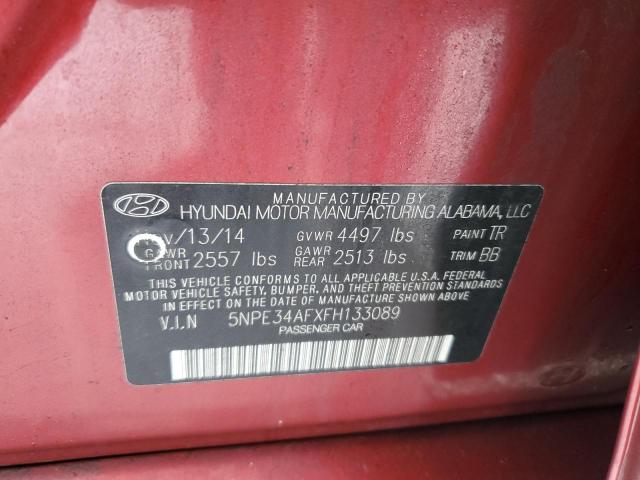 MANUFACTURED BY
HYUNDAI MOTOR MANUFACTURING ALABAMA, LLC
/13/14 GVWR 4497 lbs PAINT TR
GAWR FRONT 2557 lbs GAWR REAR 2513 lbs TRIM BB
THIS VEHICLE CONFORMS TO ALL APPLICABLE U.S.A. FEDERAL
MOTOR VEHICLE SAFETY, BUMPER, AND THEFT PREVENTION STANDARDS
IN EFFECT ON THE DATE OF MANUFACTURE SHOWN ABOVE
V.I.N 5NPE34AFXFH133089
PASSENGER CAR